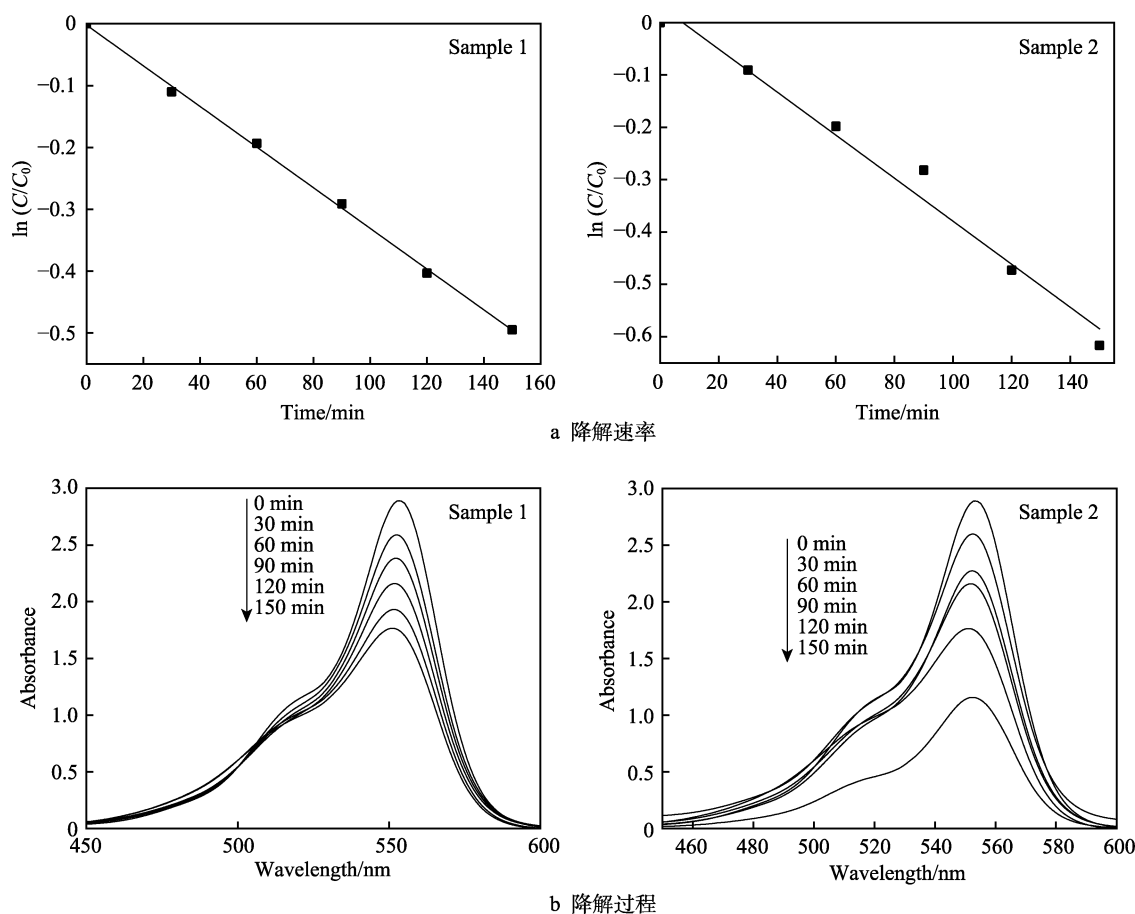 Sample 1
ln (C/C₀)
0
−0.1
−0.2
−0.3
−0.4
−0.5
0 20 40 60 80 100 120 140 160
Time/min
Sample 2
ln (C/C₀)
0
−0.1
−0.2
−0.3
−0.4
−0.5
−0.6
0 20 40 60 80 100 120 140
Time/min
a 降解速率
Sample 1
Absorbance
3.0
2.5
2.0
1.5
1.0
0.5
0
0 min
30 min
60 min
90 min
120 min
150 min
450 500 550 600
Wavelength/nm
Sample 2
Absorbance
3.0
2.5
2.0
1.5
1.0
0.5
0
0 min
30 min
60 min
90 min
120 min
150 min
460 480 500 520 540 560 580 600
Wavelength/nm
b 降解过程